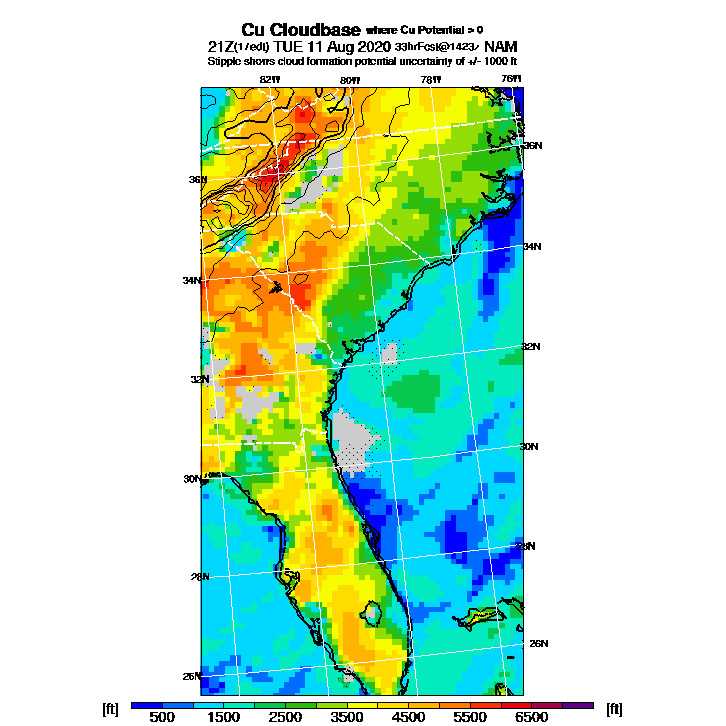 Cu Cloudbase where Cu Potential > 0
21Z(17edt) TUE 11 Aug 2020 33hrFcst@1423z NAM
Stipple shows cloud formation potential uncertainty of +/- 1000 ft
82W 80W 78W 76W
36N
36N
34N
34N
32N
32N
30N
30N
28N
28N
26N
26N
[ft] 500 1500 2500 3500 4500 5500 6500 [ft]